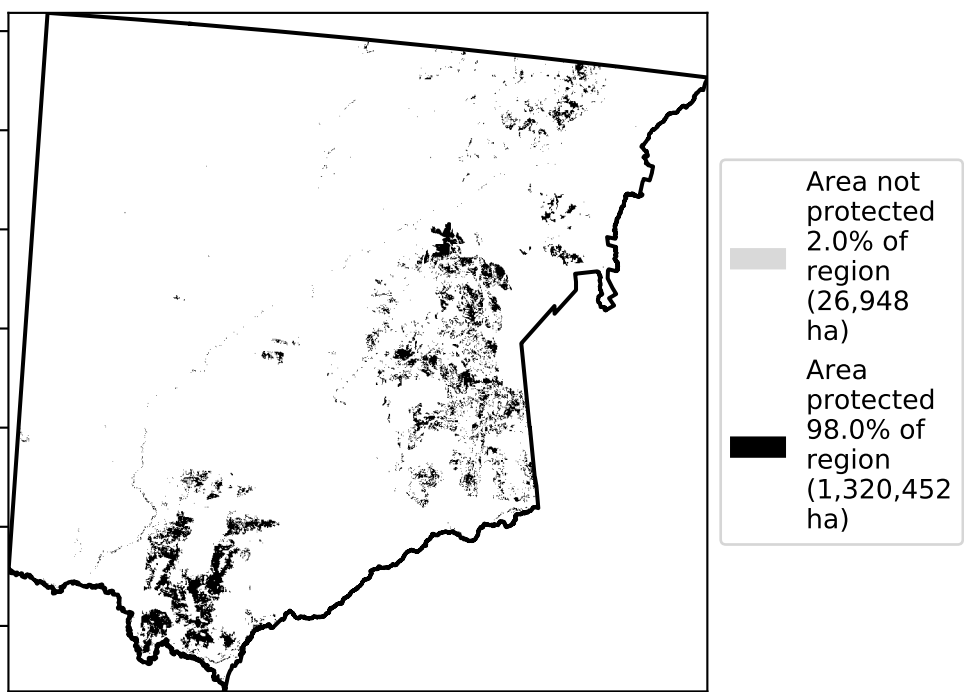 Area not
protected
2.0% of
region
(26,948
ha)
Area
protected
98.0% of
region
(1,320,452
ha)